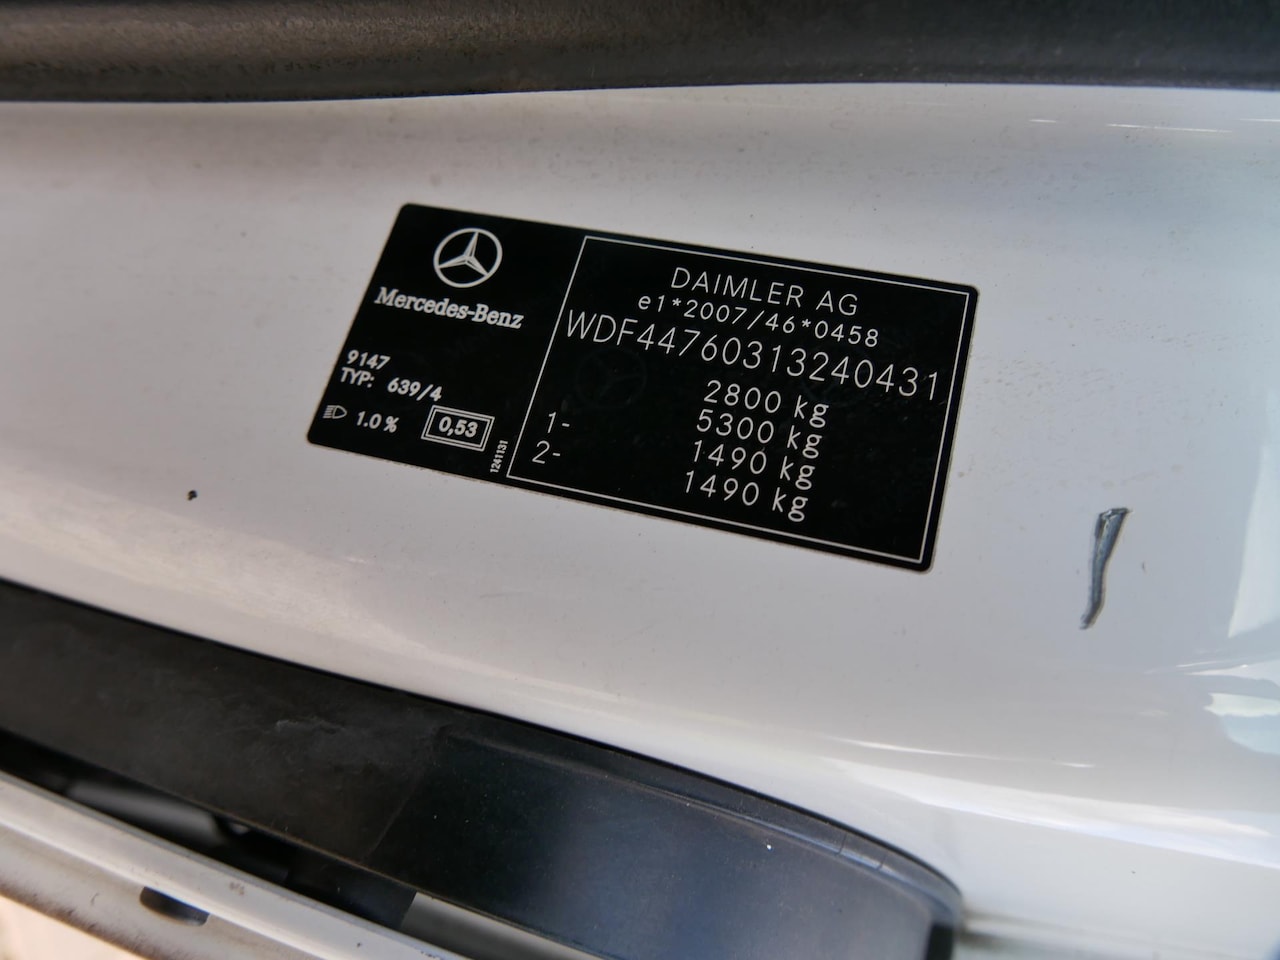 Mercedes-Benz
9147
TYP: 639/4
1.0 %
0,53
1241131
DAIMLER AG
e1*2007/46*0458
WDF44760313240431
2800 kg
5300 kg
1- 1490 kg
2- 1490 kg